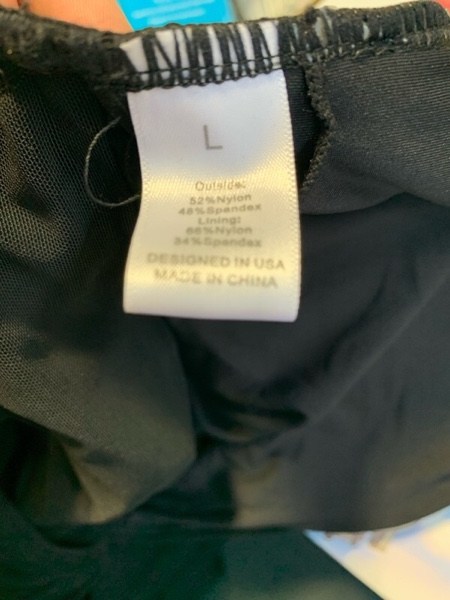 L
Outside:
52%Nylon
48%Spandex
Lining:
66%Nylon
34%Spandex
DESIGNED IN USA
MADE IN CHINA